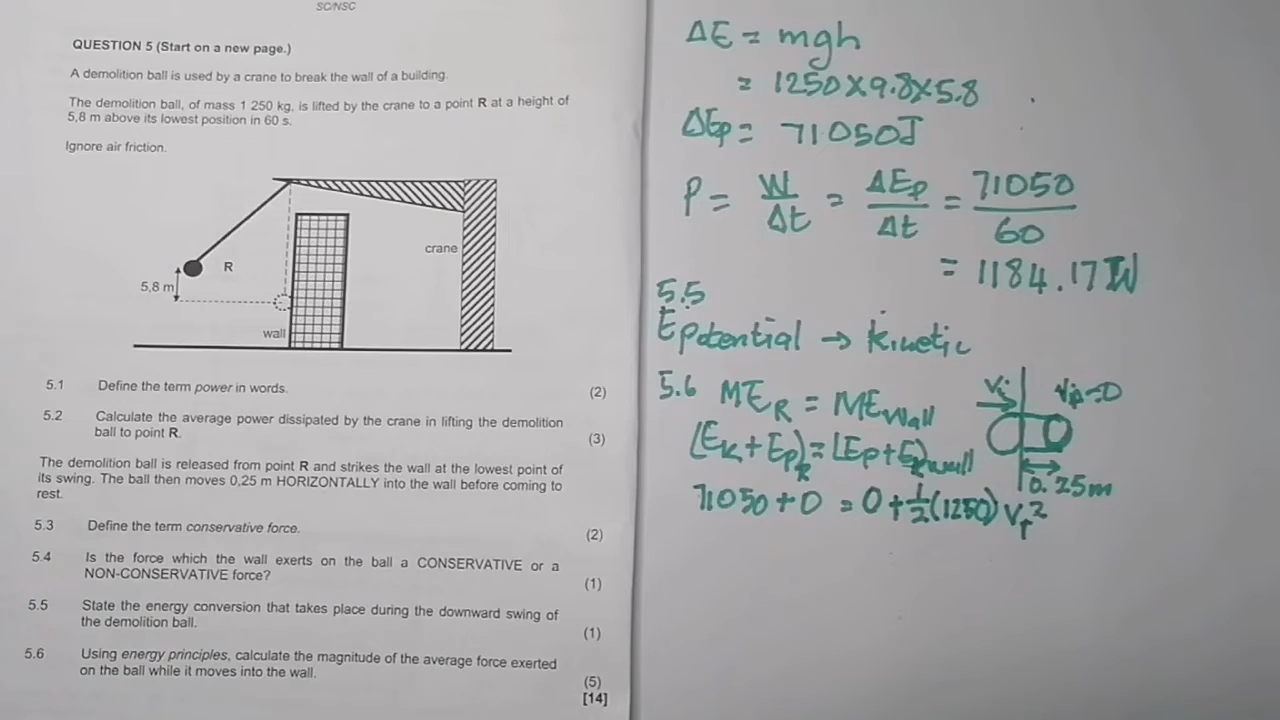 SC/NSC
QUESTION 5 (Start on a new page.)
A demolition ball is used by a crane to break the wall of a building.
The demolition ball, of mass 1 250 kg, is lifted by the crane to a point R at a height of
5,8 m above its lowest position in 60 s.
Ignore air friction.
R
crane
5,8 m
wall
5.1 Define the term power in words. (2)
5.2 Calculate the average power dissipated by the crane in lifting the demolition
ball to point R. (3)
The demolition ball is released from point R and strikes the wall at the lowest point of
its swing. The ball then moves 0,25 m HORIZONTALLY into the wall before coming to
rest.
5.3 Define the term conservative force. (2)
5.4 Is the force which the wall exerts on the ball a CONSERVATIVE or a
NON-CONSERVATIVE force? (1)
5.5 State the energy conversion that takes place during the downward swing of
the demolition ball. (1)
5.6 Using energy principles, calculate the magnitude of the average force exerted
on the ball while it moves into the wall. (5)
[14]
ΔE = mgh
= 1250×9.8×5.8
ΔEp = 71050J
P = W/Δt = ΔEp/Δt = 71050/60
= 1184.17W
5.5
Epotential → kinetic
5.6 MER = MEWall
(Ek+Ep)R = (Ep+Ek)wall
71050 + 0 = 0 + ½(1250)
Vi
=0
0.25m